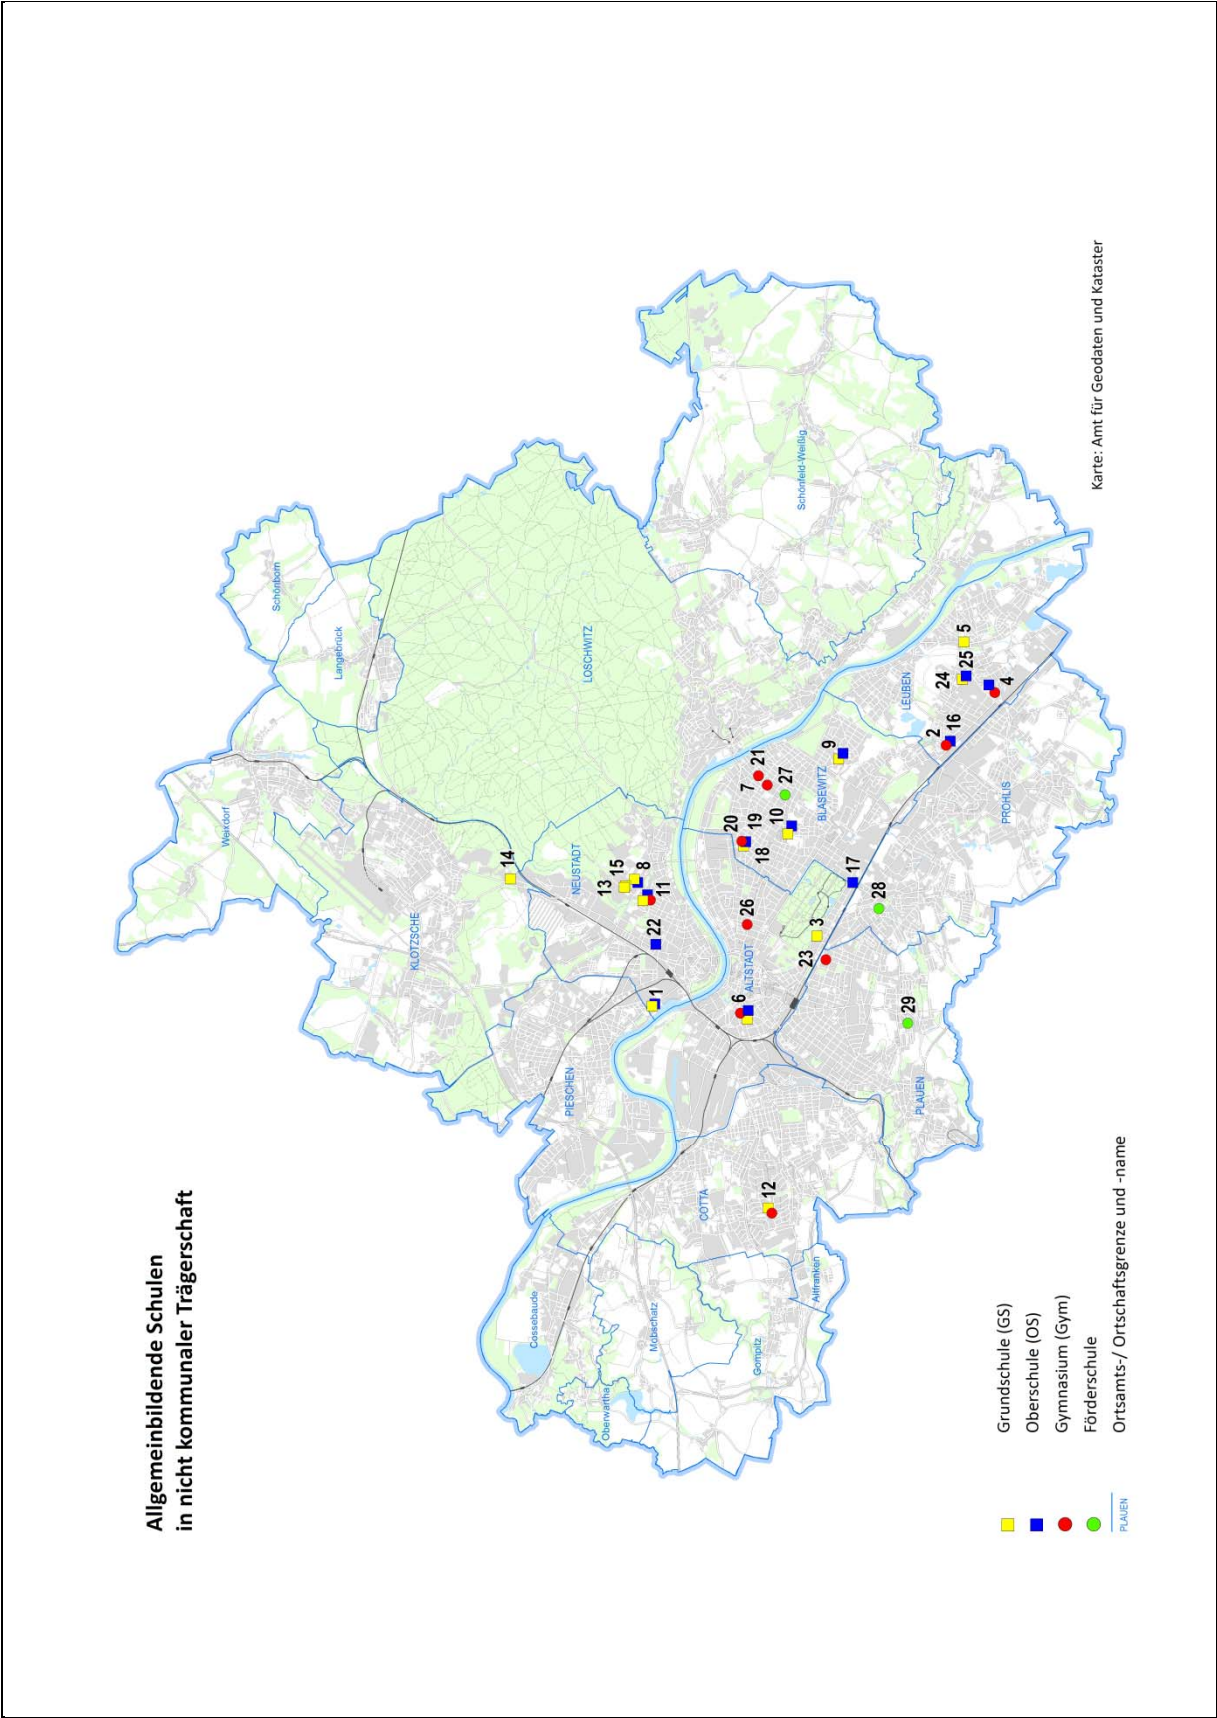 Allgemeinbildende Schulen
in nicht kommunaler Trägerschaft
Weixdorf
Schönborn
Langebrück
KLOTZSCHE
14
NEUSTADT
LOSCHWITZ
13
15
8
11
22
1
PIESCHEN
Schönfeld-Weißig
Cossebaude
Oberwartha
Mobschatz
Gompitz
Altfranken
COTTA
12
6
ALTSTADT
26
20
19
18
7
21
27
10
BLASEWITZ
9
3
23
17
28
29
PLAUEN
LEUBEN
2
16
24
25
5
4
PROHLIS
Grundschule (GS)
Oberschule (OS)
Gymnasium (Gym)
Förderschule
PLAUEN
Ortsamts-/ Ortschaftsgrenze und -name
Karte: Amt für Geodaten und Kataster